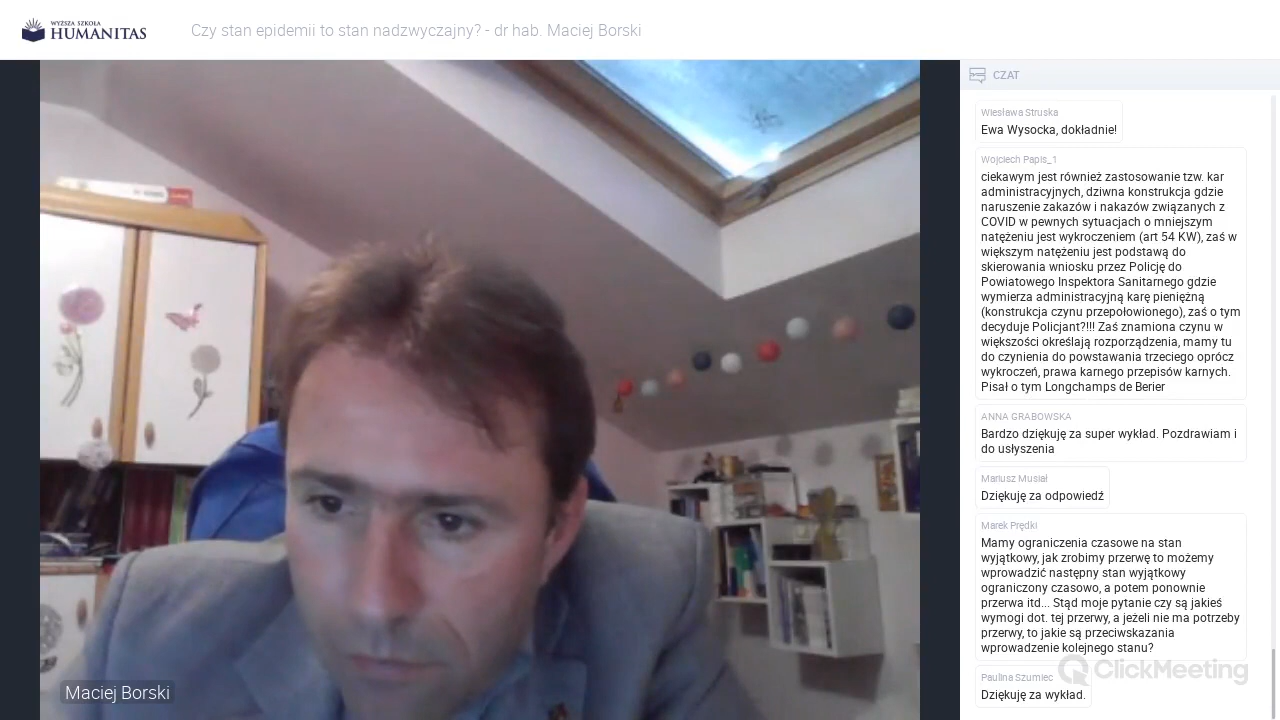 WYŻSZA SZKOŁA
HUMANITAS
Czy stan epidemii to stan nadzwyczajny? - dr hab. Maciej Borski
CZAT
Wiesława Struska
Ewa Wysocka, dokładnie!
Wojciech Papis_1
ciekawym jest również zastosowanie tzw. kar
administracyjnych, dziwna konstrukcja gdzie
naruszenie zakazów i nakazów związanych z
COVID w pewnych sytuacjach o mniejszym
natężeniu jest wykroczeniem (art 54 KW), zaś w
większym natężeniu jest podstawą do
skierowania wniosku przez Policję do
Powiatowego Inspektora Sanitarnego gdzie
wymierza administracyjną karę pieniężną
(konstrukcja czynu przepołowionego), zaś o tym
decyduje Policjant?!!! Zaś znamiona czynu w
większości określają rozporządzenia, mamy tu
do czynienia do powstawania trzeciego oprócz
wykroczeń, prawa karnego przepisów karnych.
Pisał o tym Longchamps de Berier
ANNA GRABOWSKA
Bardzo dziękuję za super wykład. Pozdrawiam i
do usłyszenia
Mariusz Musiał
Dziękuję za odpowiedź
Marek Prędki
Mamy ograniczenia czasowe na stan
wyjątkowy, jak zrobimy przerwę to możemy
wprowadzić następny stan wyjątkowy
ograniczony czasowo, a potem ponownie
przerwa itd... Stąd moje pytanie czy są jakieś
wymogi dot. tej przerwy, a jeżeli nie ma potrzeby
przerwy, to jakie są przeciwskazania
wprowadzenie kolejnego stanu?
Paulina Szumiec
Dziękuję za wykład.
ClickMeeting
Maciej Borski